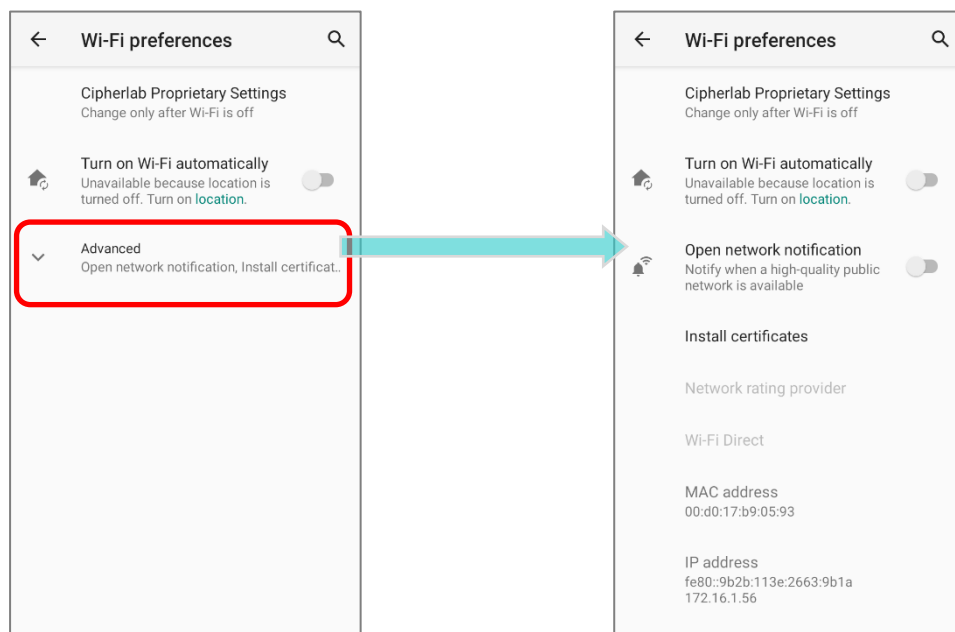 Wi-Fi preferences
Cipherlab Proprietary Settings
Change only after Wi-Fi is off
Turn on Wi-Fi automatically
Unavailable because location is
turned off. Turn on location.
Advanced
Open network notification, Install certificat..
Wi-Fi preferences
Cipherlab Proprietary Settings
Change only after Wi-Fi is off
Turn on Wi-Fi automatically
Unavailable because location is
turned off. Turn on location.
Open network notification
Notify when a high-quality public
network is available
Install certificates
Network rating provider
Wi-Fi Direct
MAC address
00:d0:17:b9:05:93
IP address
fe80::9b2b:113e:2663:9b1a
172.16.1.56